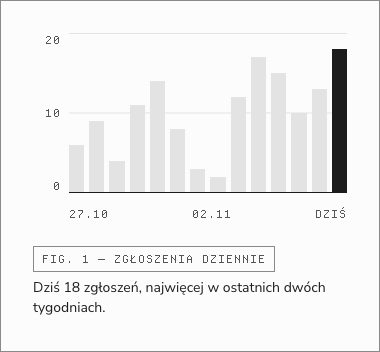 20
10
0
27.10 02.11 DZIŚ
FIG. 1 — ZGŁOSZENIA DZIENNIE
Dziś 18 zgłoszeń, najwięcej w ostatnich dwóch
tygodniach.